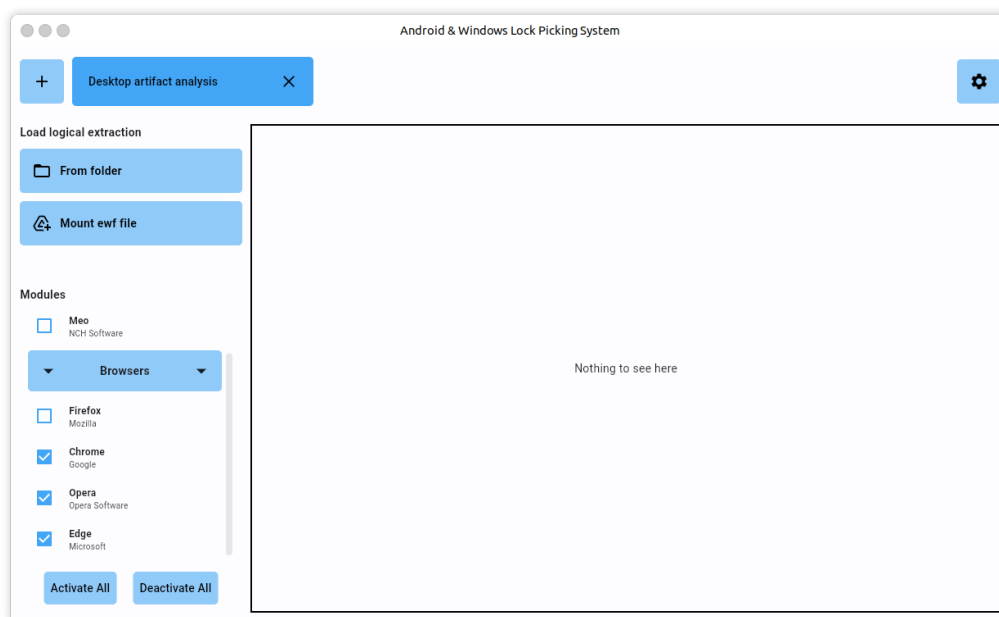 Android & Windows Lock Picking System
Desktop artifact analysis
Load logical extraction
From folder
Mount ewf file
Modules
Meo
NCH Software
Browsers
Firefox
Mozilla
Chrome
Google
Opera
Opera Software
Edge
Microsoft
Activate All Deactivate All
Nothing to see here